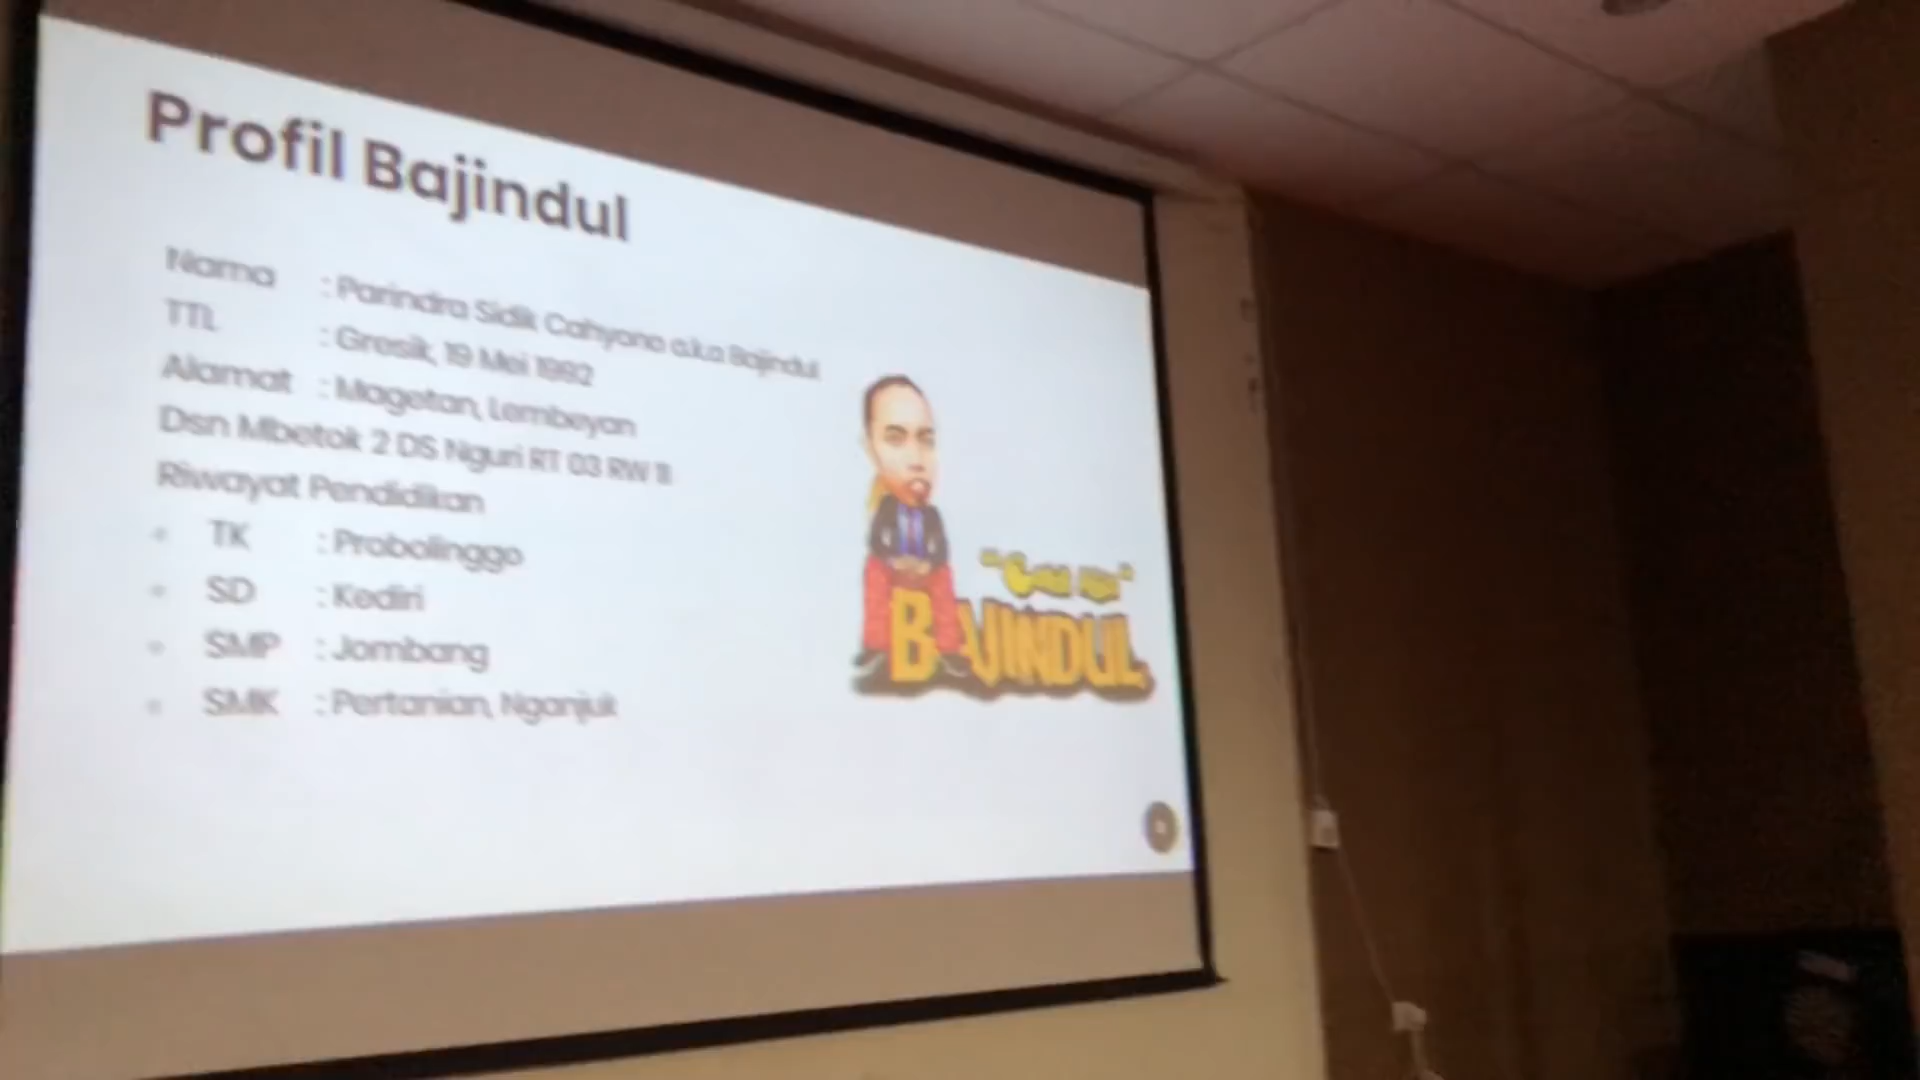 Profil Bajindul
Nama : Parindra Sidik Cahyono a.k.a Bajindul
TTL : Gresik, 19 Mei 1992
Alamat : Magetan, Lembeyan
Dsn Mbetok 2 DS Nguri RT 03 RW 11
Riwayat Pendidikan
TK : Probolinggo
SD : Kediri
SMP : Jombang
SMK : Pertanian, Nganjuk
BAJINDUL